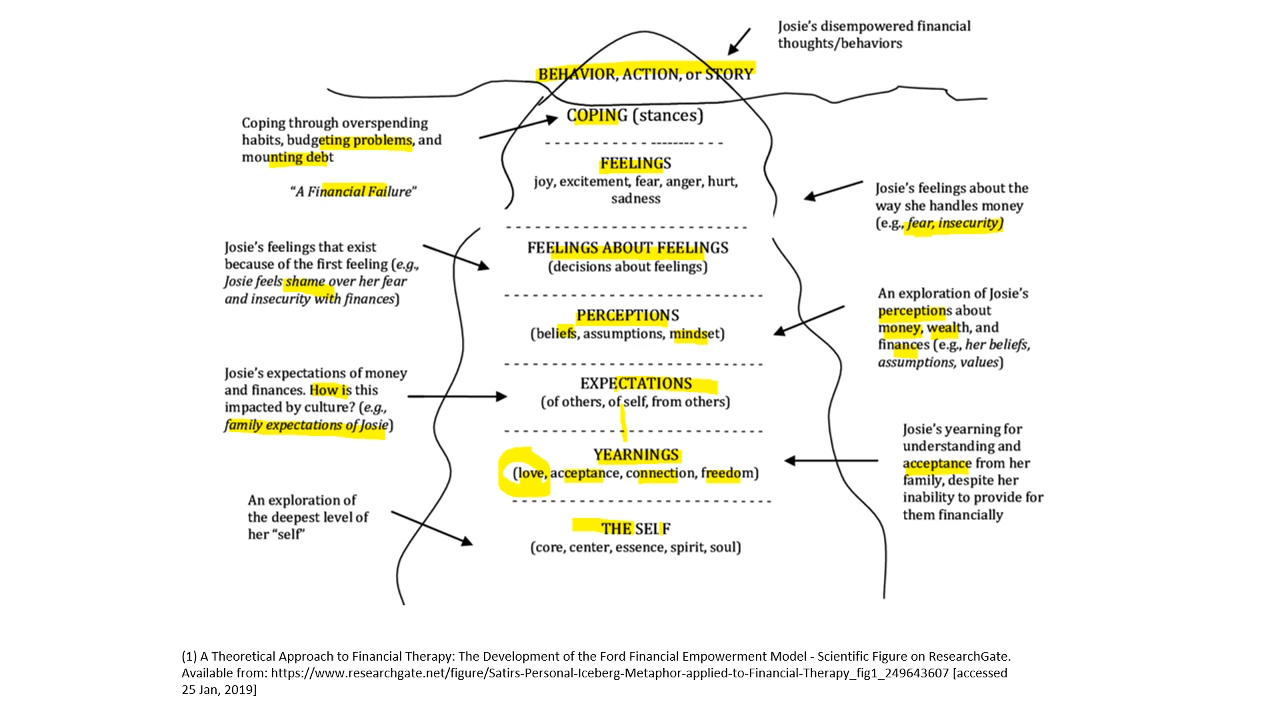 Josie's disempowered financial
thoughts/behaviors
BEHAVIOR, ACTION, or STORY
COPING (stances)
Coping through overspending
habits, budgeting problems, and
mounting debt
"A Financial Failure"
FEELINGS
joy, excitement, fear, anger, hurt,
sadness
Josie's feelings about the
way she handles money
(e.g., fear, insecurity)
Josie's feelings that exist
because of the first feeling (e.g.,
Josie feels shame over her fear
and insecurity with finances)
FEELINGS ABOUT FEELINGS
(decisions about feelings)
An exploration of Josie's
perceptions about
money, wealth, and
finances (e.g., her beliefs,
assumptions, values)
PERCEPTIONS
(beliefs, assumptions, mindset)
Josie's expectations of money
and finances. How is this
impacted by culture? (e.g.,
family expectations of Josie)
EXPECTATIONS
(of others, of self, from others)
Josie's yearning for
understanding and
acceptance from her
family, despite her
inability to provide for
them financially
YEARNINGS
(love, acceptance, connection, freedom)
An exploration of
the deepest level of
her "self"
THE SELF
(core, center, essence, spirit, soul)
(1) A Theoretical Approach to Financial Therapy: The Development of the Ford Financial Empowerment Model - Scientific Figure on ResearchGate.
Available from: https://www.researchgate.net/figure/Satirs-Personal-Iceberg-Metaphor-applied-to-Financial-Therapy_fig1_249643607 [accessed
25 Jan, 2019]